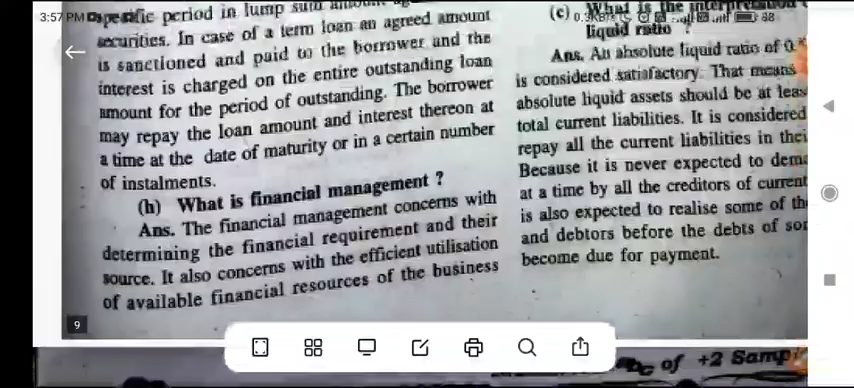 3:57 PM
0.3KB/s
88
specific period in lump sum
securities. In case of a term loan an agreed amount
is sanctioned and paid to the borrower and the
interest is charged on the entire outstanding loan
amount for the period of outstanding. The borrower
may repay the loan amount and interest thereon at
a time at the date of maturity or in a certain number
of instalments.
(h) What is financial management ?
Ans. The financial management concerns with
determining the financial requirement and their
source. It also concerns with the efficient utilisation
of available financial resources of the business
9
(c) What is the interpretation
liquid ratio ?
Ans. An absolute liquid ratio of
is considered satisfactory. That means
absolute liquid assets should be at
total current liabilities. It is considered
repay all the current liabilities in
Because it is never expected to
at a time by all the creditors of current
is also expected to realise some of
and debtors before the debts of
become due for payment.
of +2